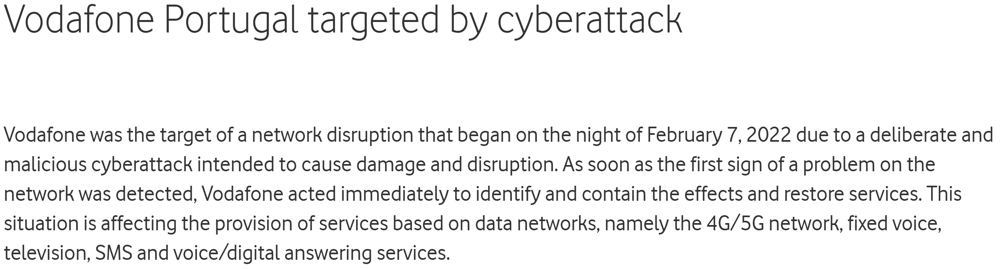 Vodafone Portugal targeted by cyberattack
Vodafone was the target of a network disruption that began on the night of February 7, 2022 due to a deliberate and
malicious cyberattack intended to cause damage and disruption. As soon as the first sign of a problem on the
network was detected, Vodafone acted immediately to identify and contain the effects and restore services. This
situation is affecting the provision of services based on data networks, namely the 4G/5G network, fixed voice,
television, SMS and voice/digital answering services.